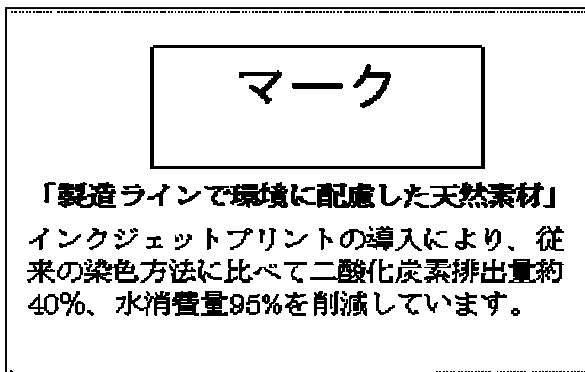 マーク
「製造ラインで環境に配慮した天然素材」
インクジェットプリントの導入により、従
来の染色方法に比べて二酸化炭素排出量約
40%、水消費量95%を削減しています。